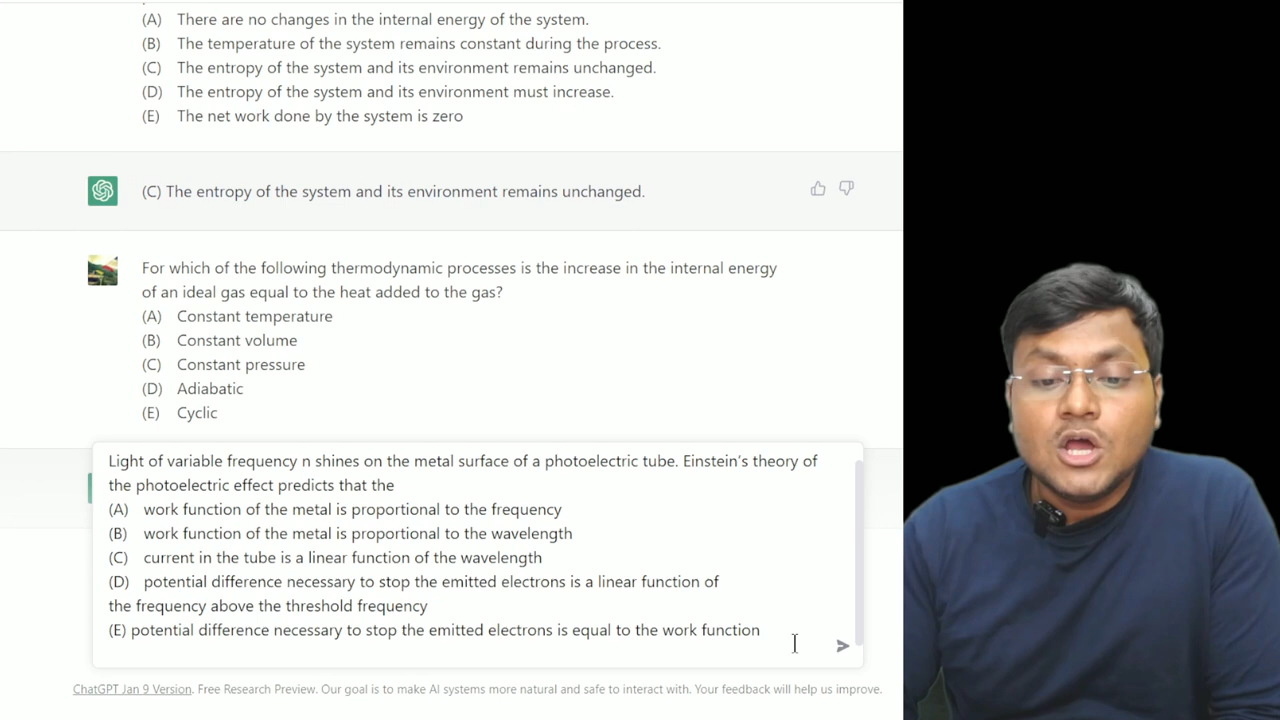 (A) There are no changes in the internal energy of the system.
(B) The temperature of the system remains constant during the process.
(C) The entropy of the system and its environment remains unchanged.
(D) The entropy of the system and its environment must increase.
(E) The net work done by the system is zero
(C) The entropy of the system and its environment remains unchanged.
For which of the following thermodynamic processes is the increase in the internal energy
of an ideal gas equal to the heat added to the gas?
(A) Constant temperature
(B) Constant volume
(C) Constant pressure
(D) Adiabatic
(E) Cyclic
Light of variable frequency n shines on the metal surface of a photoelectric tube. Einstein's theory of
the photoelectric effect predicts that the
(A) work function of the metal is proportional to the frequency
(B) work function of the metal is proportional to the wavelength
(C) current in the tube is a linear function of the wavelength
(D) potential difference necessary to stop the emitted electrons is a linear function of
the frequency above the threshold frequency
(E) potential difference necessary to stop the emitted electrons is equal to the work function
ChatGPT Jan 9 Version. Free Research Preview. Our goal is to make AI systems more natural and safe to interact with. Your feedback will help us improve.